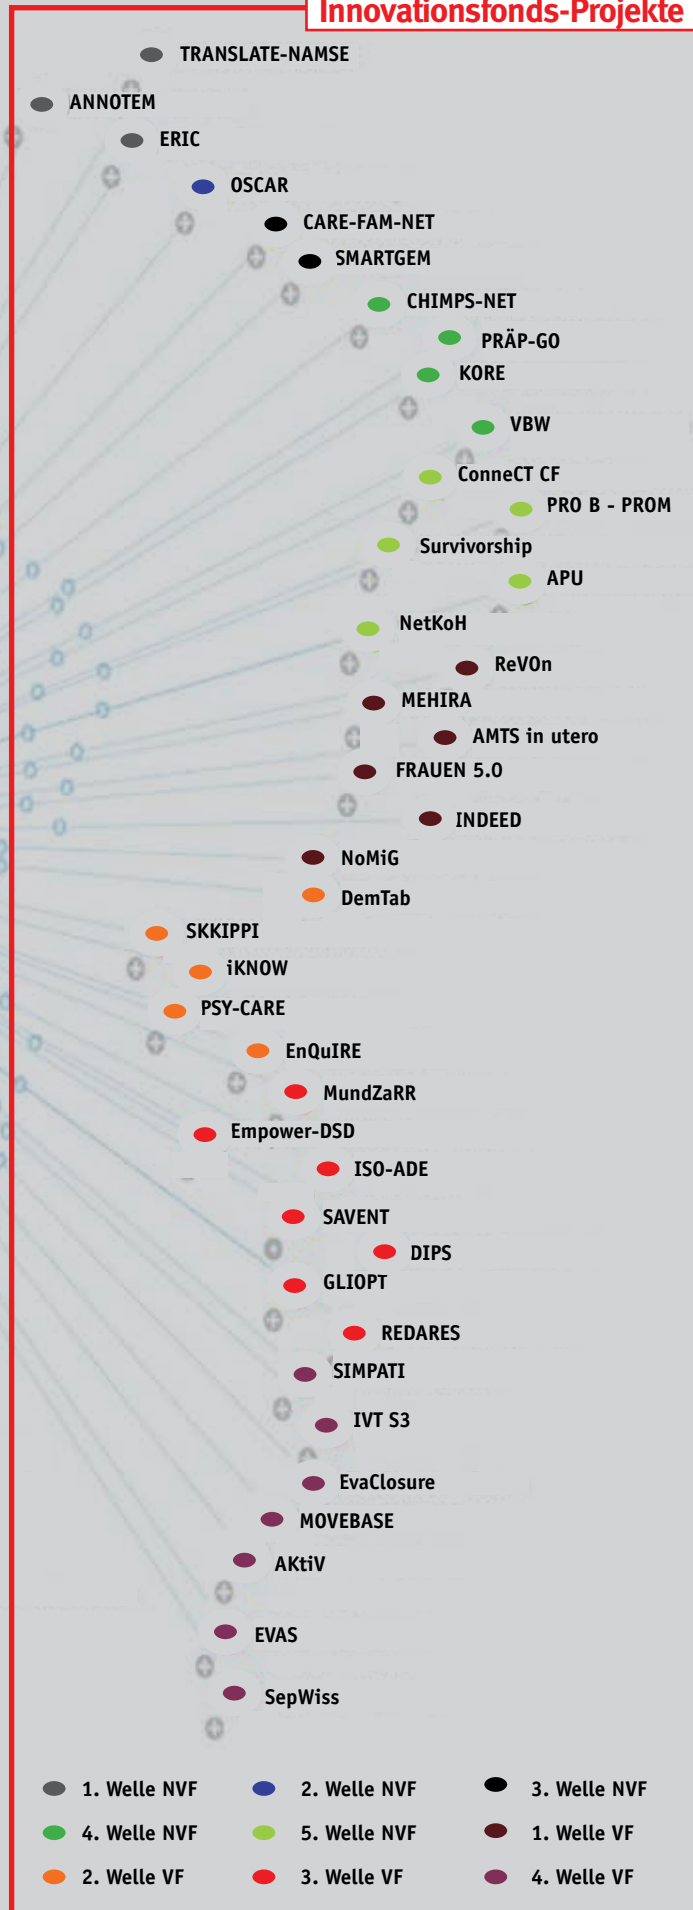 Innovationsfonds-Projekte
TRANSLATE-NAMSE
ANNOTEM
ERIC
OSCAR
CARE-FAM-NET
SMARTGEM
CHIMPS-NET
PRÄP-GO
KORE
VBW
ConneCT CF
PRO B - PROM
Survivorship
APU
NetKoH
ReVOn
MEHIRA
AMTS in utero
FRAUEN 5.0
INDEED
NoMiG
DemTab
SKKIPPI
iKNOW
PSY-CARE
EnQuIRE
MundZaRR
Empower-DSD
ISO-ADE
SAVENT
DIPS
GLIOPT
REDARES
SIMPATI
IVT S3
EvaClosure
MOVEBASE
AKtiV
EVAS
SepWiss
1. Welle NVF 2. Welle NVF 3. Welle NVF
4. Welle NVF 5. Welle NVF 1. Welle VF
2. Welle VF 3. Welle VF 4. Welle VF